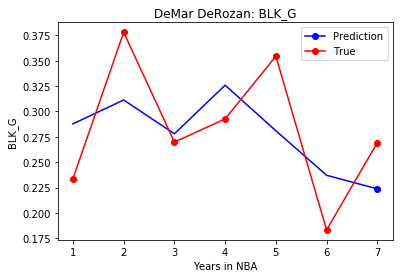 DeMar DeRozan: BLK_G
Prediction
True
BLK_G
0.375
0.350
0.325
0.300
0.275
0.250
0.225
0.200
0.175
1 2 3 4 5 6 7
Years in NBA